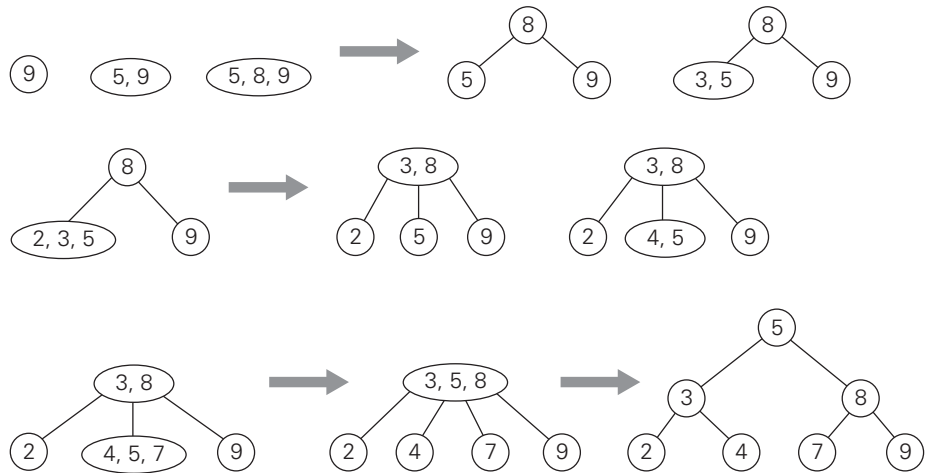 8 8
9 5, 9 5, 8, 9 5 9 3, 5 9
8 3, 8 3, 8
2, 3, 5 9 2 5 9 2 4, 5 9
5
3, 8 3, 5, 8 3 8
2 4, 5, 7 9 2 4 7 9 2 4 7 9